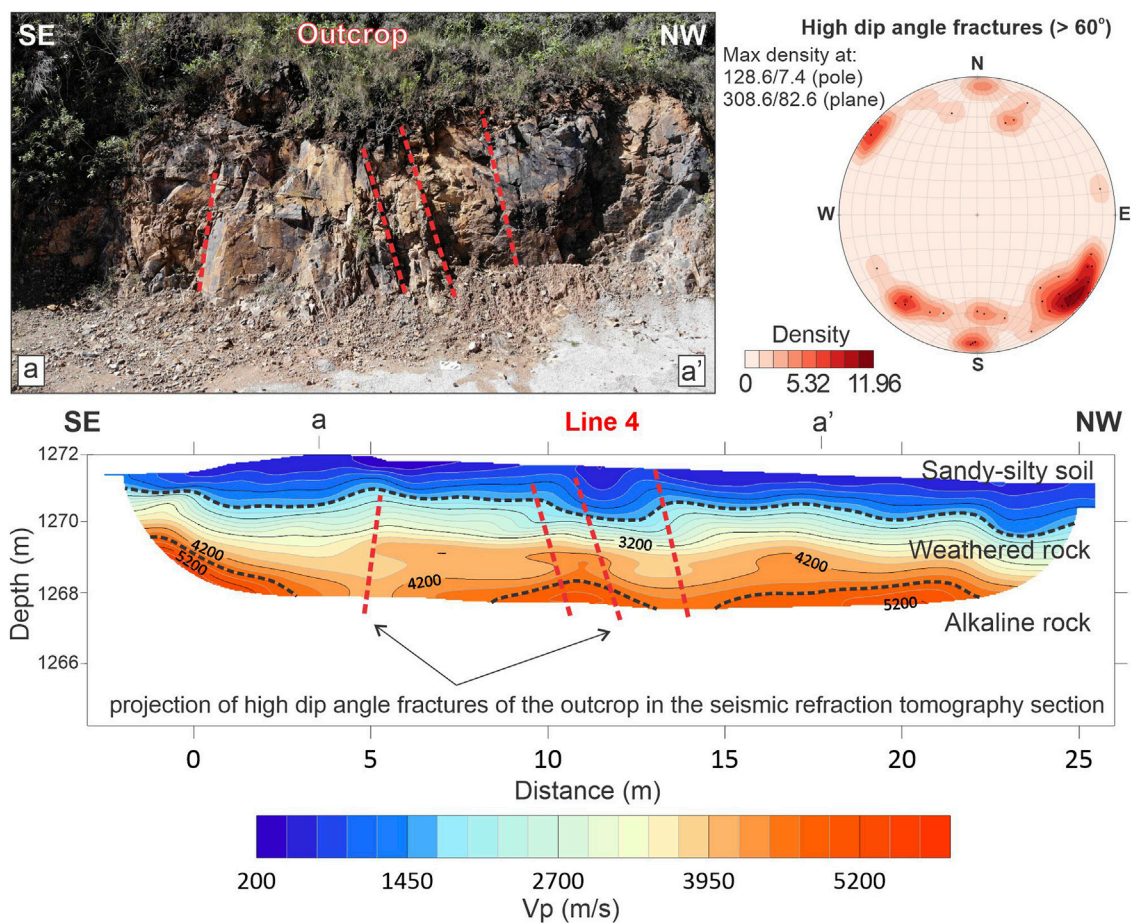 SE
Outcrop
NW
a
a'
High dip angle fractures (> 60°)
Max density at:
128.6/7.4 (pole)
308.6/82.6 (plane)
N
W
E
S
Density
0 5.32 11.96
SE
a
Line 4
a'
NW
1272
1270
1268
1266
Depth (m)
Sandy-silty soil
3200
Weathered rock
4200
5200
4200
4200
5200
Alkaline rock
projection of high dip angle fractures of the outcrop in the seismic refraction tomography section
0 5 10 15 20 25
Distance (m)
200 1450 2700 3950 5200
Vp (m/s)